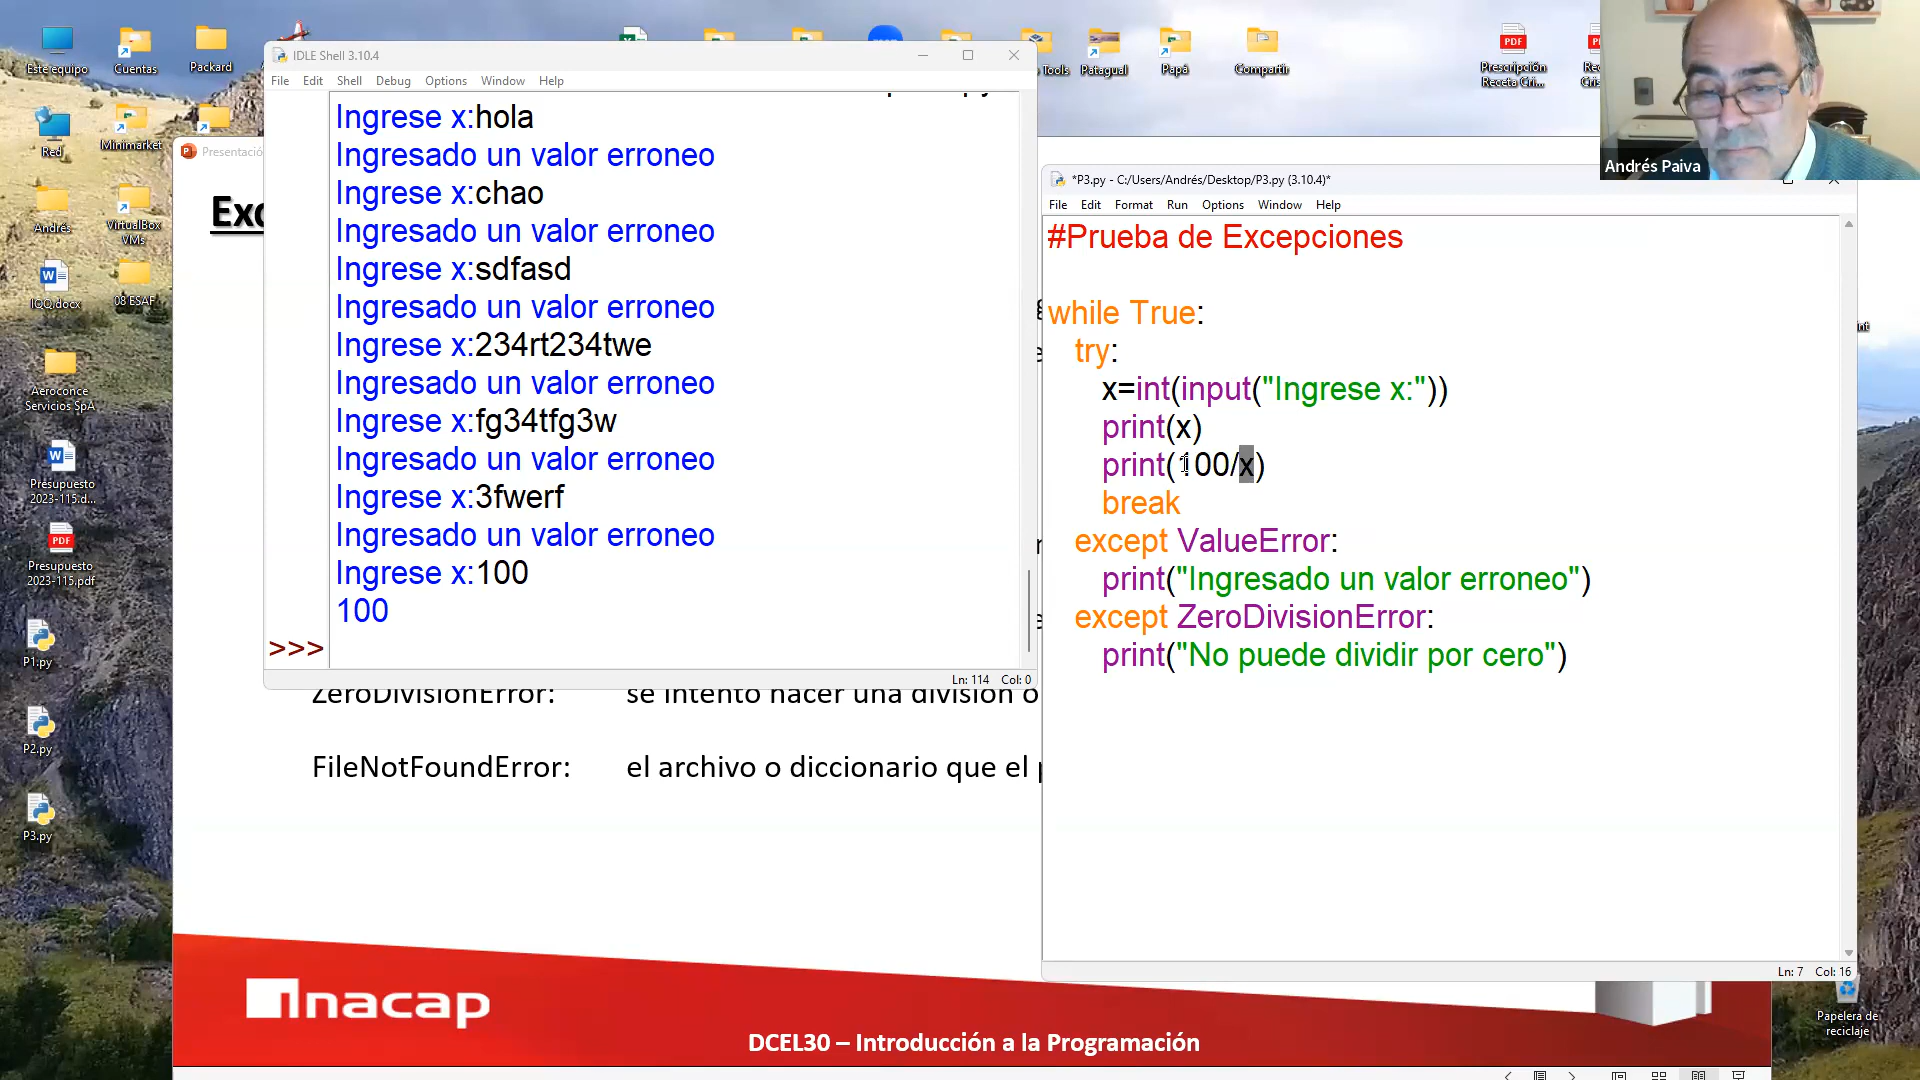 Este equipo
Cuentas
Packard
Red
Minimarket
Andrés
VirtualBox
VMs
IQQ.docx
08 ESAF
Aeroconce
Servicios SpA
Presupuesto
2023-115.d...
Presupuesto
2023-115.pdf
P1.py
P2.py
P3.py
Tools
Patagual
Papá
Compartir
Prescripción
Receta Cri...
Andrés Paiva
IDLE Shell 3.10.4
File Edit Shell Debug Options Window Help
Ingrese x:hola
Ingresado un valor erroneo
Ingrese x:chao
Ingresado un valor erroneo
Ingrese x:sdfasd
Ingresado un valor erroneo
Ingrese x:234rt234twe
Ingresado un valor erroneo
Ingrese x:fg34tfg3w
Ingresado un valor erroneo
Ingrese x:3fwerf
Ingresado un valor erroneo
Ingrese x:100
100
>>>
Ln: 114 Col: 0
*P3.py - C:/Users/Andrés/Desktop/P3.py (3.10.4)*
File Edit Format Run Options Window Help
#Prueba de Excepciones
while True:
try:
x=int(input("Ingrese x:"))
print(x)
print(100/x)
break
except ValueError:
print("Ingresado un valor erroneo")
except ZeroDivisionError:
print("No puede dividir por cero")
Ln: 7 Col: 16
ZeroDivisionError: se intentó hacer una división
FileNotFoundError: el archivo o diccionario que el
Inacap
DCEL30 – Introducción a la Programación
Papelera de
reciclaje